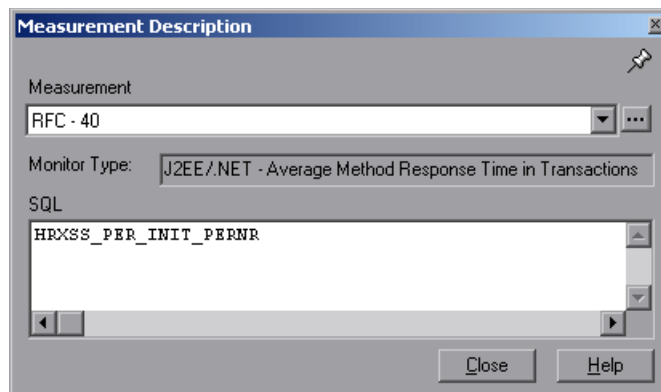 Measurement Description
Measurement
RFC - 40
Monitor Type: J2EE/.NET - Average Method Response Time in Transactions
SQL
HRXSS_PER_INIT_PERNR
Close Help